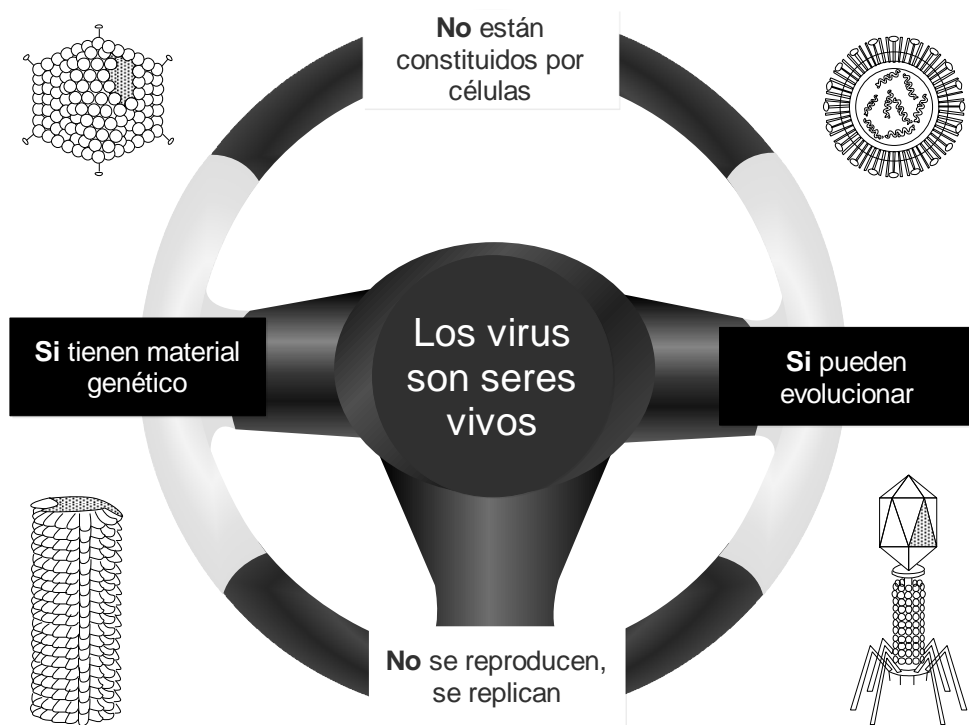 No están
constituidos por
células
Si tienen material
genético
Los virus
son seres
vivos
Si pueden
evolucionar
No se reproducen,
se replican